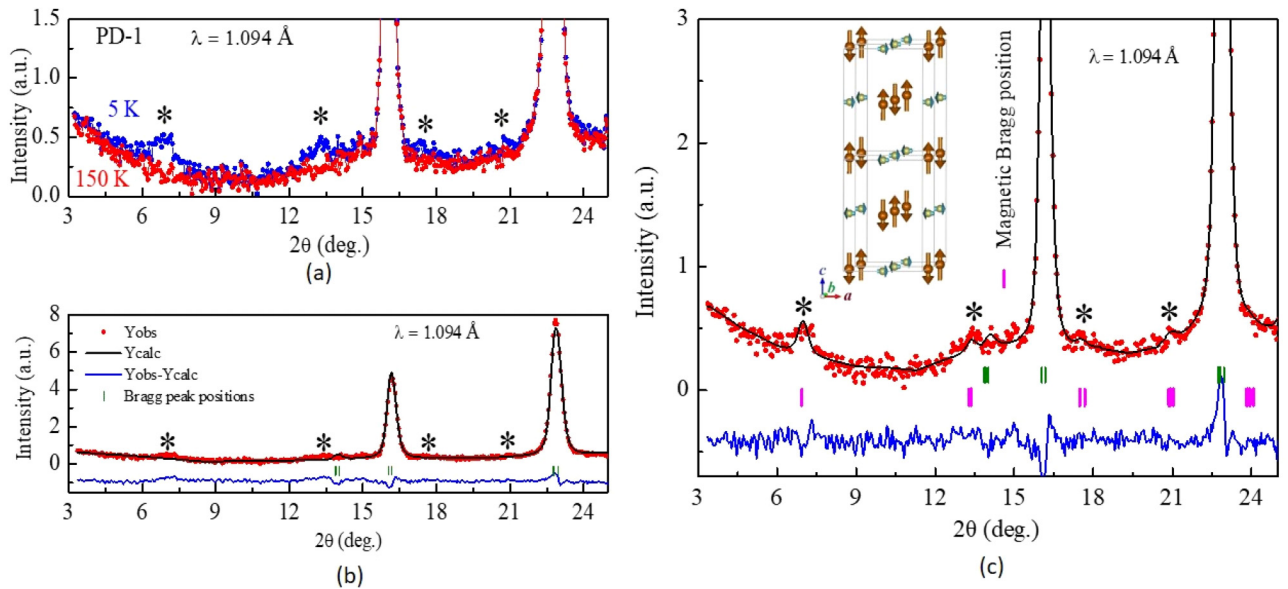 PD-1
λ = 1.094 Å
5 K
150 K
* * * *
Intensity (a.u.)
0.0 0.5 1.0 1.5
3 6 9 12 15 18 21 24
2θ (deg.)
(a)
Yobs
Ycalc
Yobs-Ycalc
Bragg peak positions
λ = 1.094 Å
* * * *
Intensity (a.u.)
0 2 4 6 8
3 6 9 12 15 18 21 24
2θ (deg.)
(b)
c
b
a
Magnetic Bragg position
λ = 1.094 Å
* * * *
Intensity (a.u.)
0 1 2 3
3 6 9 12 15 18 21 24
2θ (deg.)
(c)